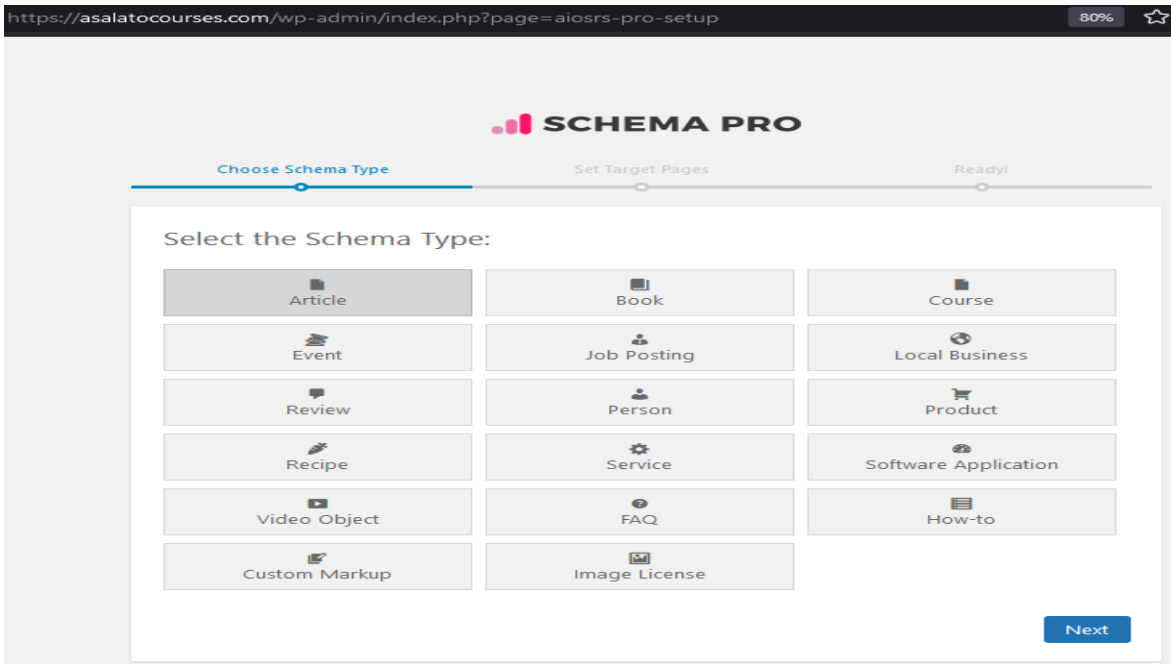 https://asalatocourses.com/wp-admin/index.php?page=aiosrs-pro-setup 80%
SCHEMA PRO
Choose Schema Type Set Target Pages Ready!
Select the Schema Type:
Article Book Course
Event Job Posting Local Business
Review Person Product
Recipe Service Software Application
Video Object FAQ How-to
Custom Markup Image License
Next